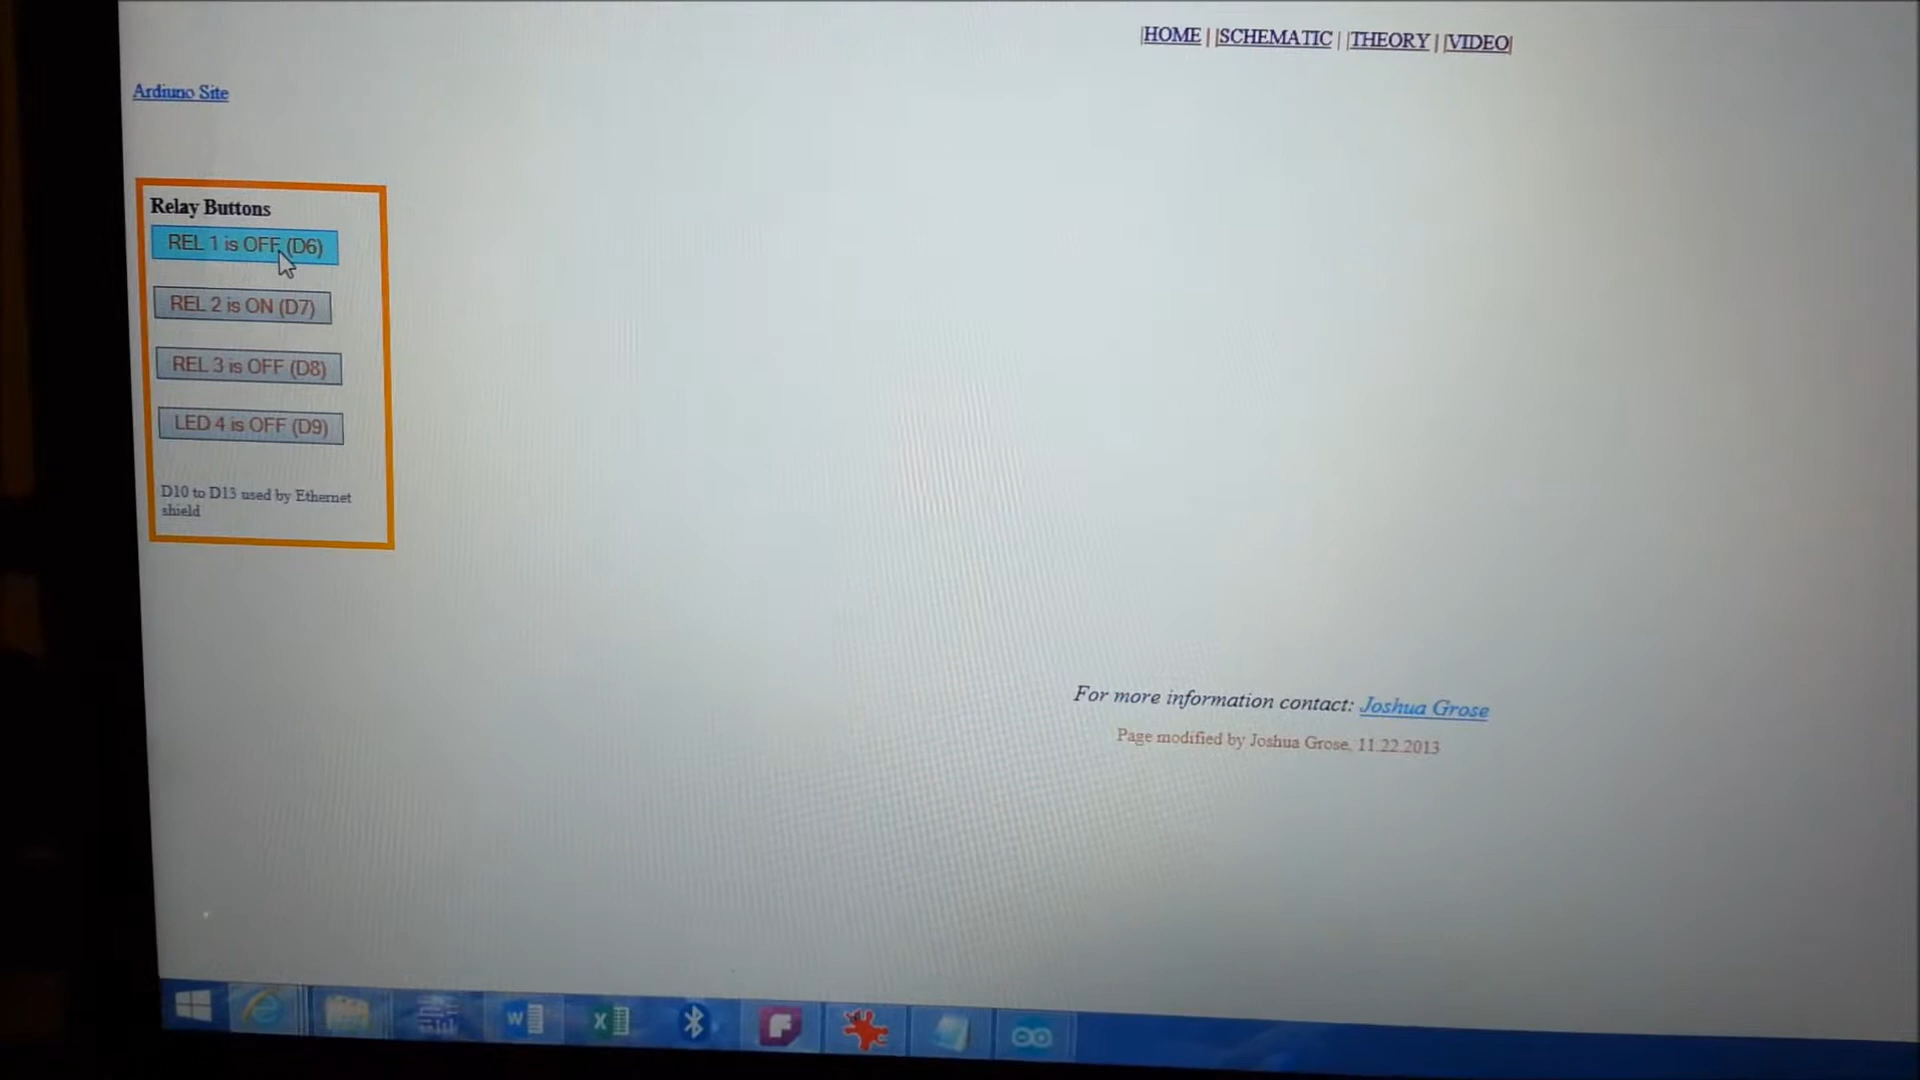 |HOME | |SCHEMATIC | |THEORY | |VIDEO|
Ardiuno Site
Relay Buttons
REL 1 is OFF (D6)
REL 2 is ON (D7)
REL 3 is OFF (D8)
LED 4 is OFF (D9)
D10 to D13 used by Ethernet
shield
For more information contact: Joshua Grose
Page modified by Joshua Grose, 11.22.2013